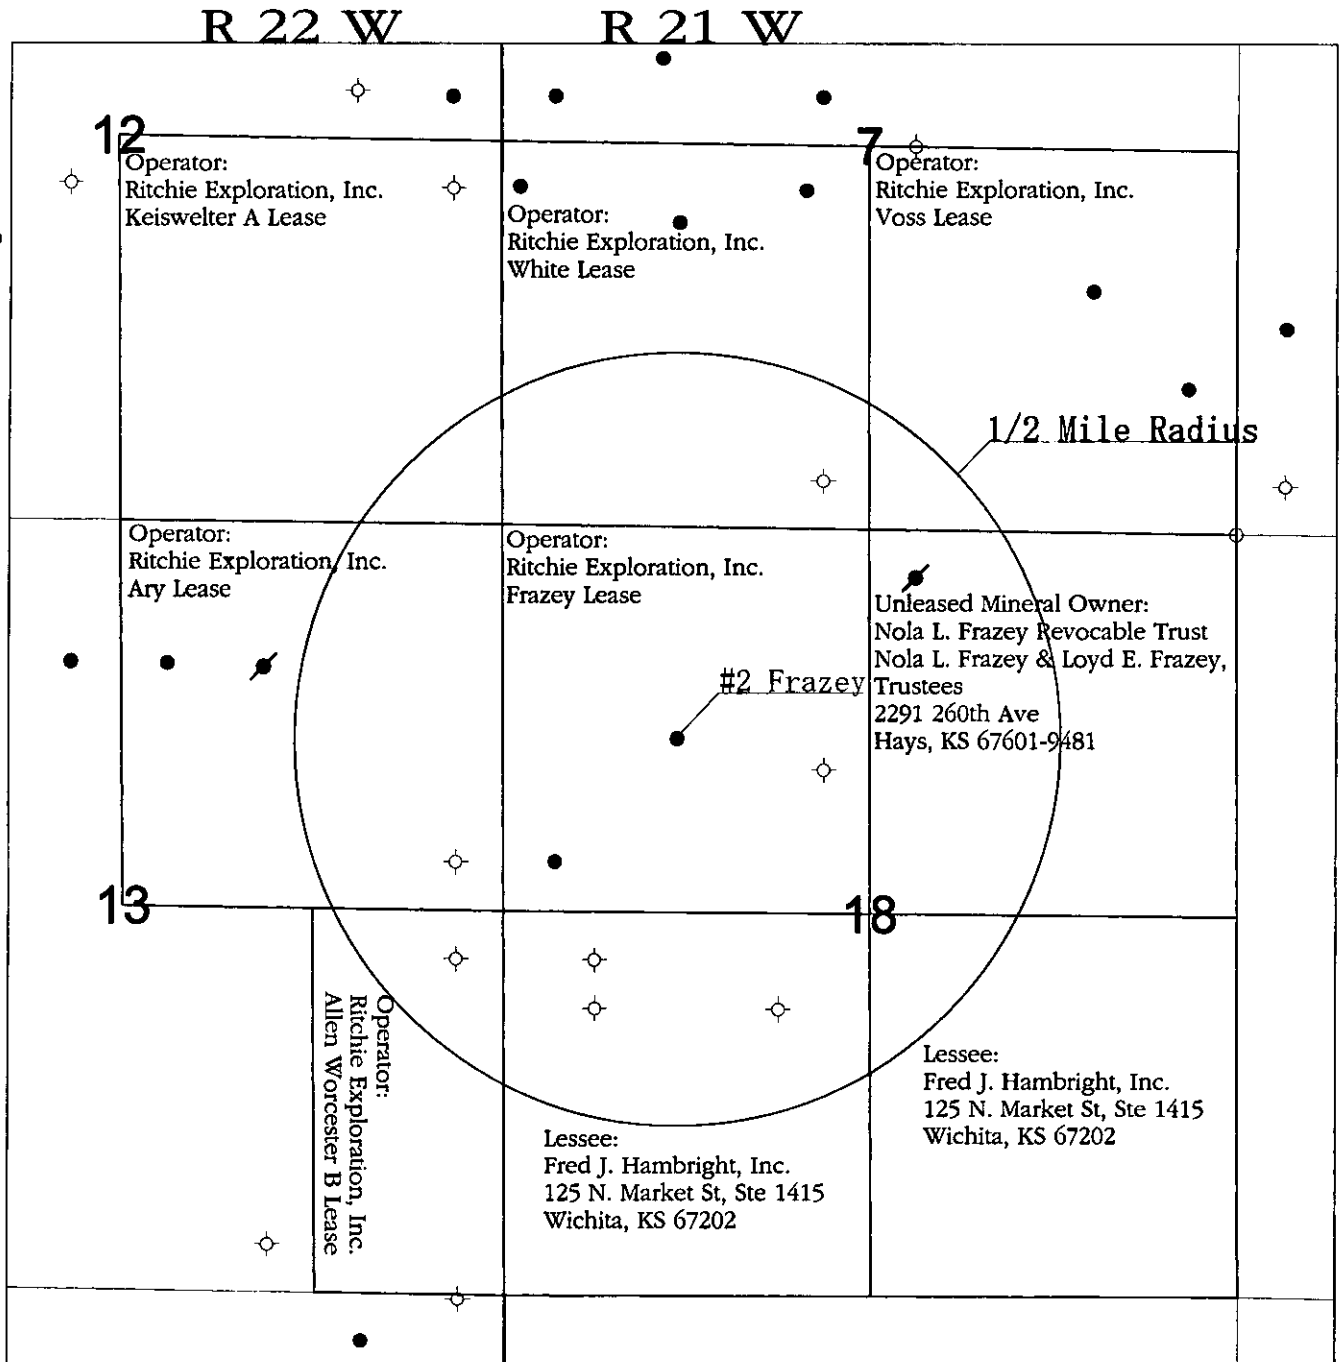 R 22 W
R 21 W
12
7
Operator:
Ritchie Exploration, Inc.
Keiswelter A Lease
Operator:
Ritchie Exploration, Inc.
White Lease
Operator:
Ritchie Exploration, Inc.
Voss Lease
1/2 Mile Radius
Operator:
Ritchie Exploration, Inc.
Ary Lease
Operator:
Ritchie Exploration, Inc.
Frazey Lease
Unleased Mineral Owner:
Nola L. Frazey Revocable Trust
Nola L. Frazey & Loyd E. Frazey,
Trustees
2291 260th Ave
Hays, KS 67601-9481
#2 Frazey
13
18
Operator:
Ritchie Exploration, Inc.
Allen Worcester B Lease
Lessee:
Fred J. Hambright, Inc.
125 N. Market St, Ste 1415
Wichita, KS 67202
Lessee:
Fred J. Hambright, Inc.
125 N. Market St, Ste 1415
Wichita, KS 67202